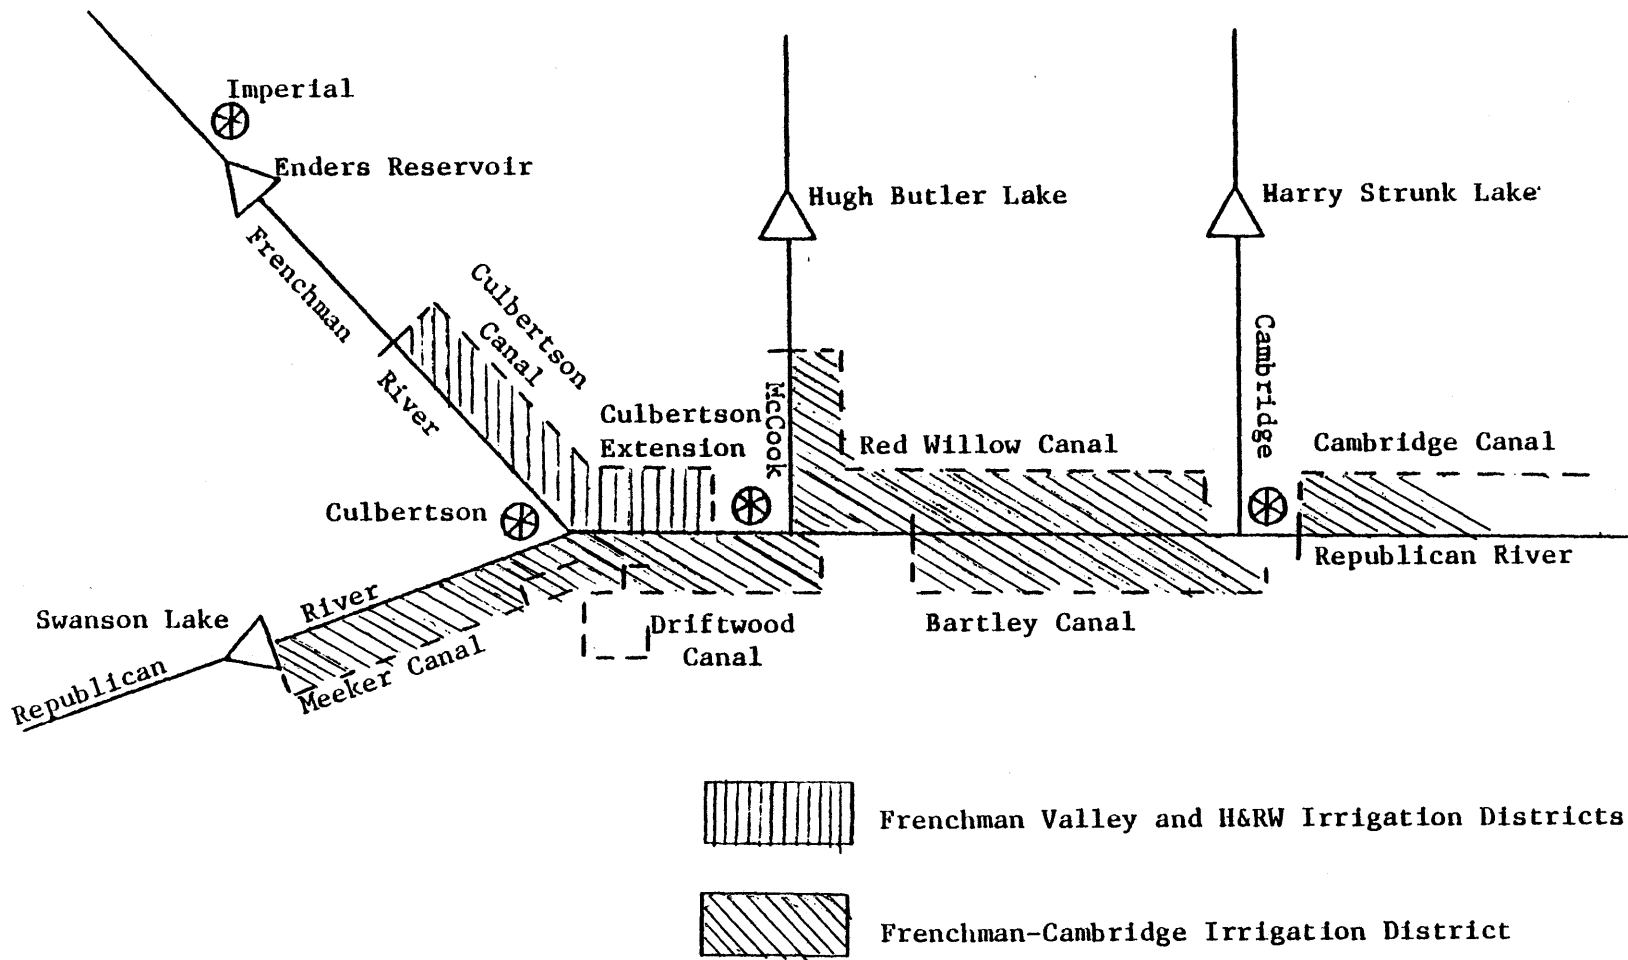 Imperial
Enders Reservoir
Hugh Butler Lake
Harry Strunk Lake
Frenchman
River
Culbertson
Canal
Culbertson
Extension
McCook
Cambridge
Red Willow Canal
Cambridge Canal
Culbertson
Republican River
Swanson Lake
River
Republican
Meeker Canal
Driftwood
Canal
Bartley Canal
Frenchman Valley and H&RW Irrigation Districts
Frenchman-Cambridge Irrigation District